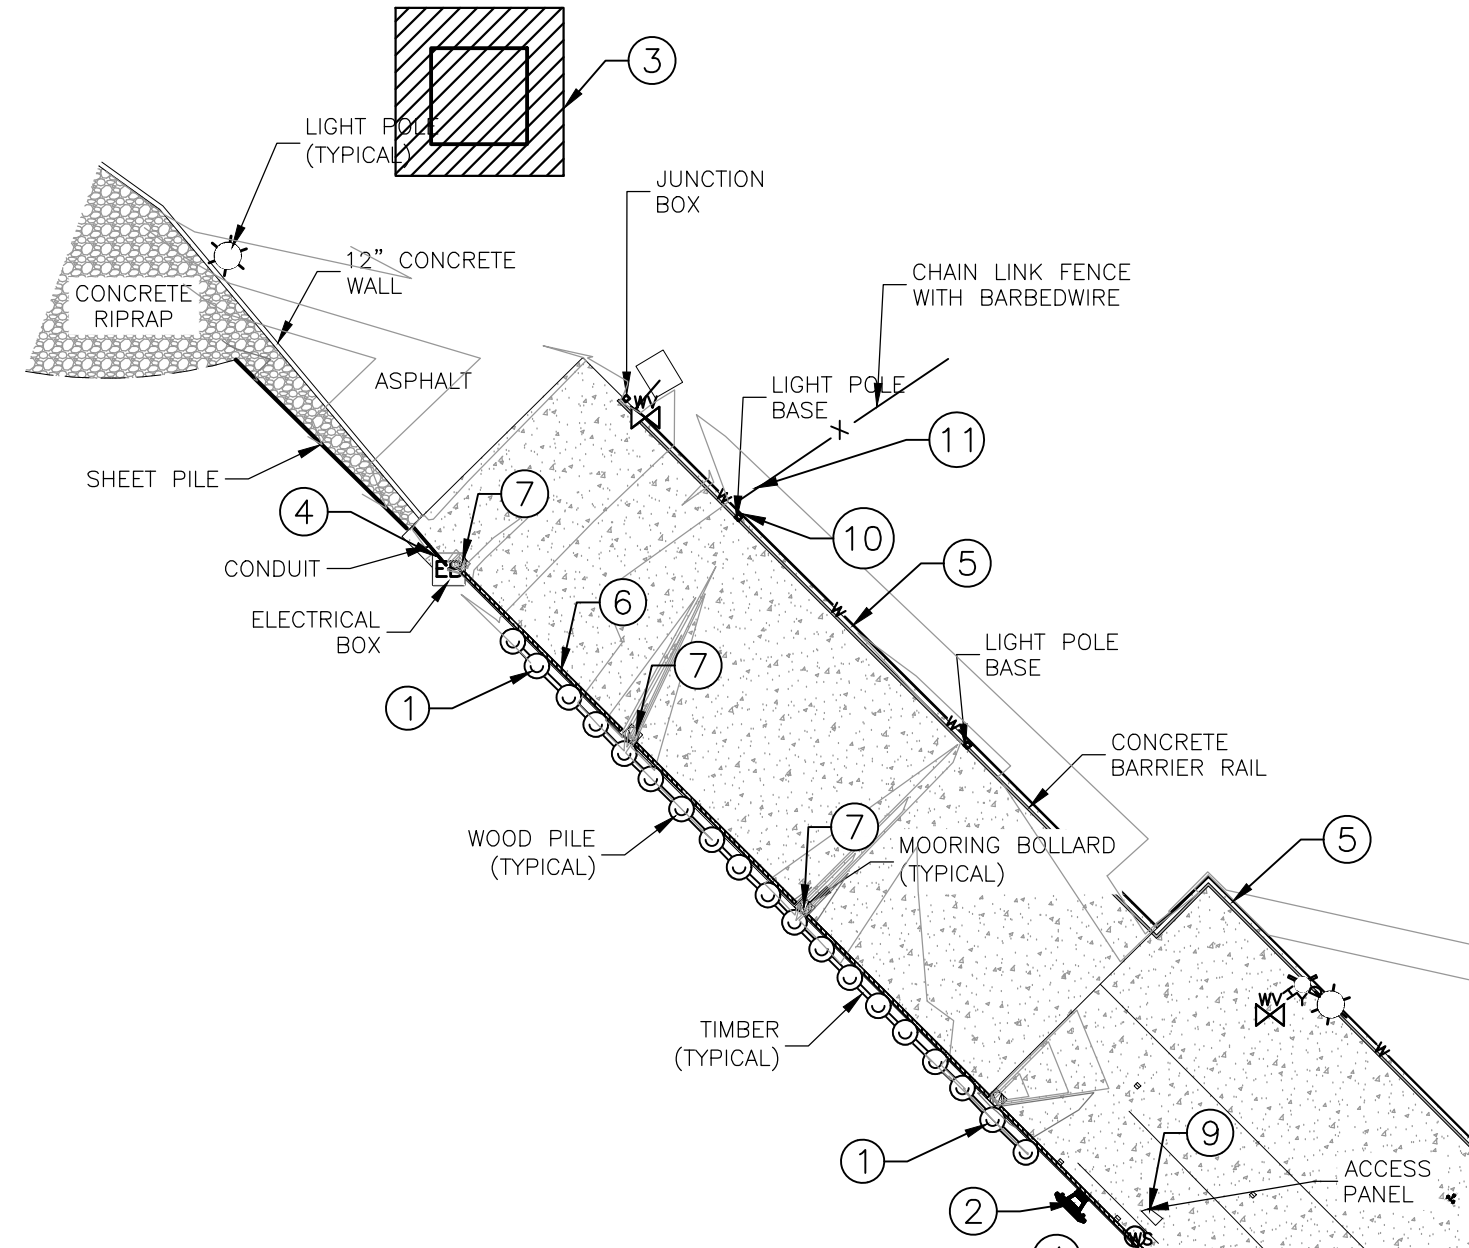 3
LIGHT POLE
(TYPICAL)
JUNCTION
BOX
12" CONCRETE
WALL
CHAIN LINK FENCE
WITH BARBEDWIRE
CONCRETE
RIPRAP
ASPHALT
WV
LIGHT POLE
BASE
X
11
SHEET PILE
7
W
4
10
CONDUIT
EB
5
ELECTRICAL
BOX
6
W
LIGHT POLE
BASE
7
1
W
CONCRETE
BARRIER RAIL
WOOD PILE
(TYPICAL)
7
MOORING BOLLARD
(TYPICAL)
5
WV
TIMBER
(TYPICAL)
W
9
1
ACCESS
PANEL
2
WS